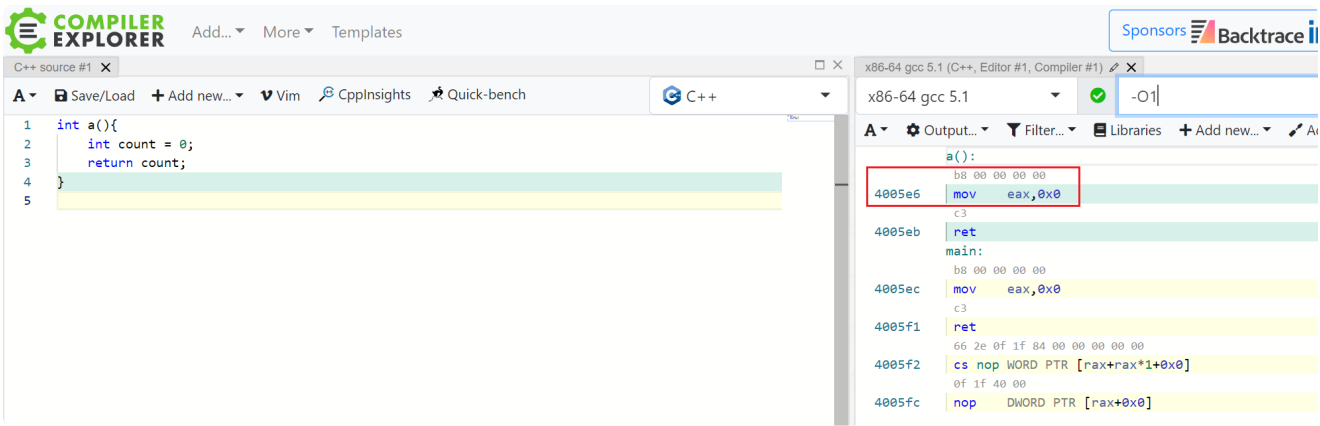 COMPILER
EXPLORER
Add...
More
Templates
Sponsors
Backtrace
C++ source #1
A
Save/Load
Add new...
Vim
CppInsights
Quick-bench
C++
1 int a(){
2 int count = 0;
3 return count;
4 }
5
x86-64 gcc 5.1 (C++, Editor #1, Compiler #1)
x86-64 gcc 5.1
-O1
A
Output...
Filter...
Libraries
Add new...
a():
b8 00 00 00 00
4005e6 mov eax,0x0
c3
4005eb ret
main:
b8 00 00 00 00
4005ec mov eax,0x0
c3
4005f1 ret
66 2e 0f 1f 84 00 00 00 00 00
4005f2 cs nop WORD PTR [rax+rax*1+0x0]
0f 1f 40 00
4005fc nop DWORD PTR [rax+0x0]